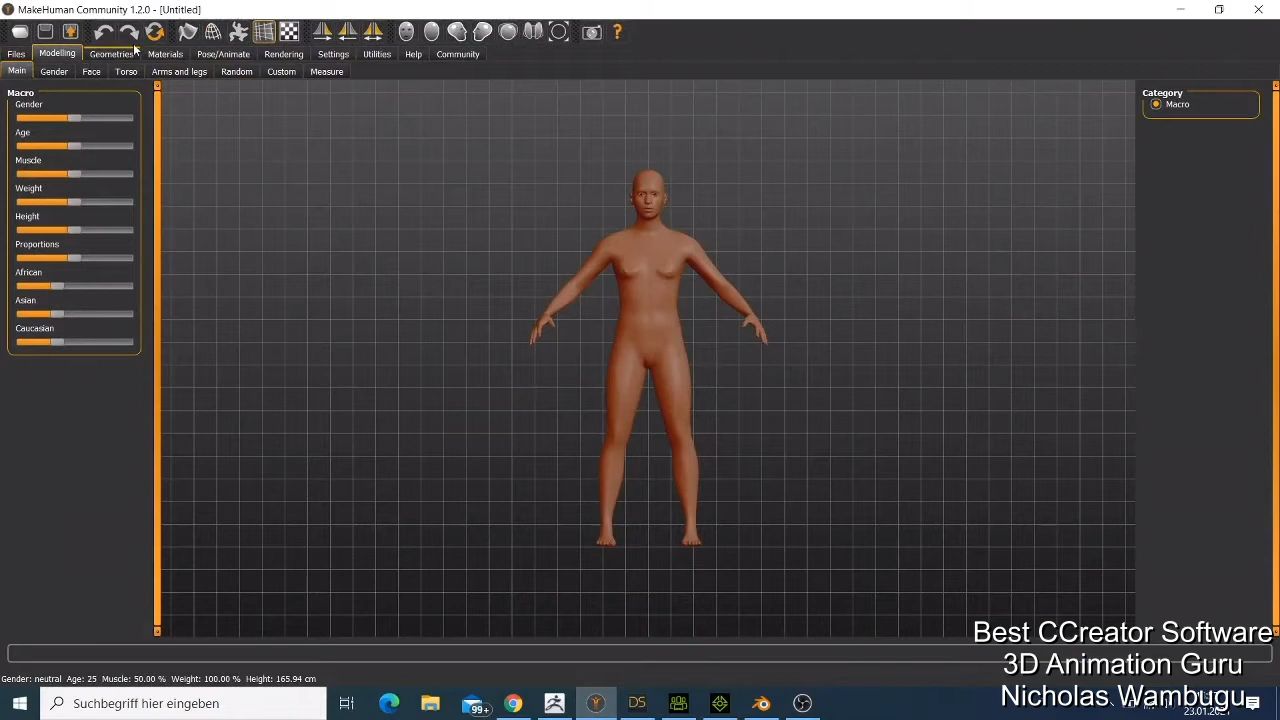 MakeHuman Community 1.2.0 - [Untitled]
Files Modelling Geometries Materials Pose/Animate Rendering Settings Utilities Help Community
Main Gender Face Torso Arms and legs Random Custom Measure
Macro
Gender
Age
Muscle
Weight
Height
Proportions
African
Asian
Caucasian
Category
Macro
Best CCreator Software
3D Animation Guru
Nicholas Wambugu
Gender: neutral Age: 25 Muscle: 50.00 % Weight: 100.00 % Height: 165.94 cm
Suchbegriff hier eingeben
99+
DS